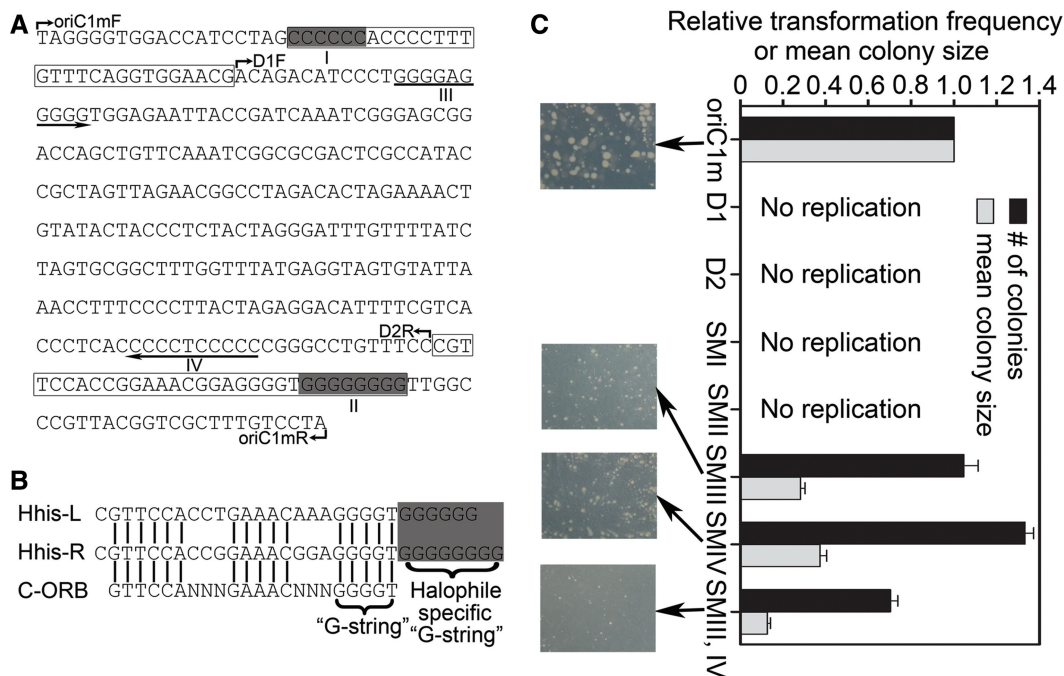 A
oriC1mF
TAGGGGTGGACCATCCTAGCCCCCCACCCCTTT
I
GTTTCAGGTGGAACGACAGACATCCCTGGGGAG
D1F
III
GGGGTGGAGAATTACCGATCAAATCGGGAGCGG
ACCAGCTGTTCAAATCGGCGCGACTCGCCATAC
CGCTAGTTAGAACGGCCTAGACACTAGAAAACT
GTATACTACCCTCTACTAGGGATTTGTTTTATC
TAGTGCGGCTTTGGTTTATGAGGTAGTGTATTA
AACCTTTCCCCTTACTAGAGGACATTTTCGTCA
D2R
CCCTCACCCCCTCCCCCCGGGCCTGTTTCCCGT
IV
TCCACCGGAAACGGAGGGGTGGGGGGGGTTGGC
II
CCGTTACGGTCGCTTTGTCCTA
oriC1mR
B
Hhis-L CGTTCCACCTGAAACAAAGGGGTGGGGGG
Hhis-R CGTTCCACCGGAAACGGAGGGGTGGGGGGGG
C-ORB GTTCCANNNGAAACNNNGGGGT
"G-string"
Halophile
specific
"G-string"
C
Relative transformation frequency
or mean colony size
0 0.2 0.4 0.6 0.8 1.0 1.2 1.4
oriC1m
D1
No replication
D2
No replication
SMI
No replication
SMII
No replication
SMIII
SMIV
SMIII, IV
# of colonies
mean colony size